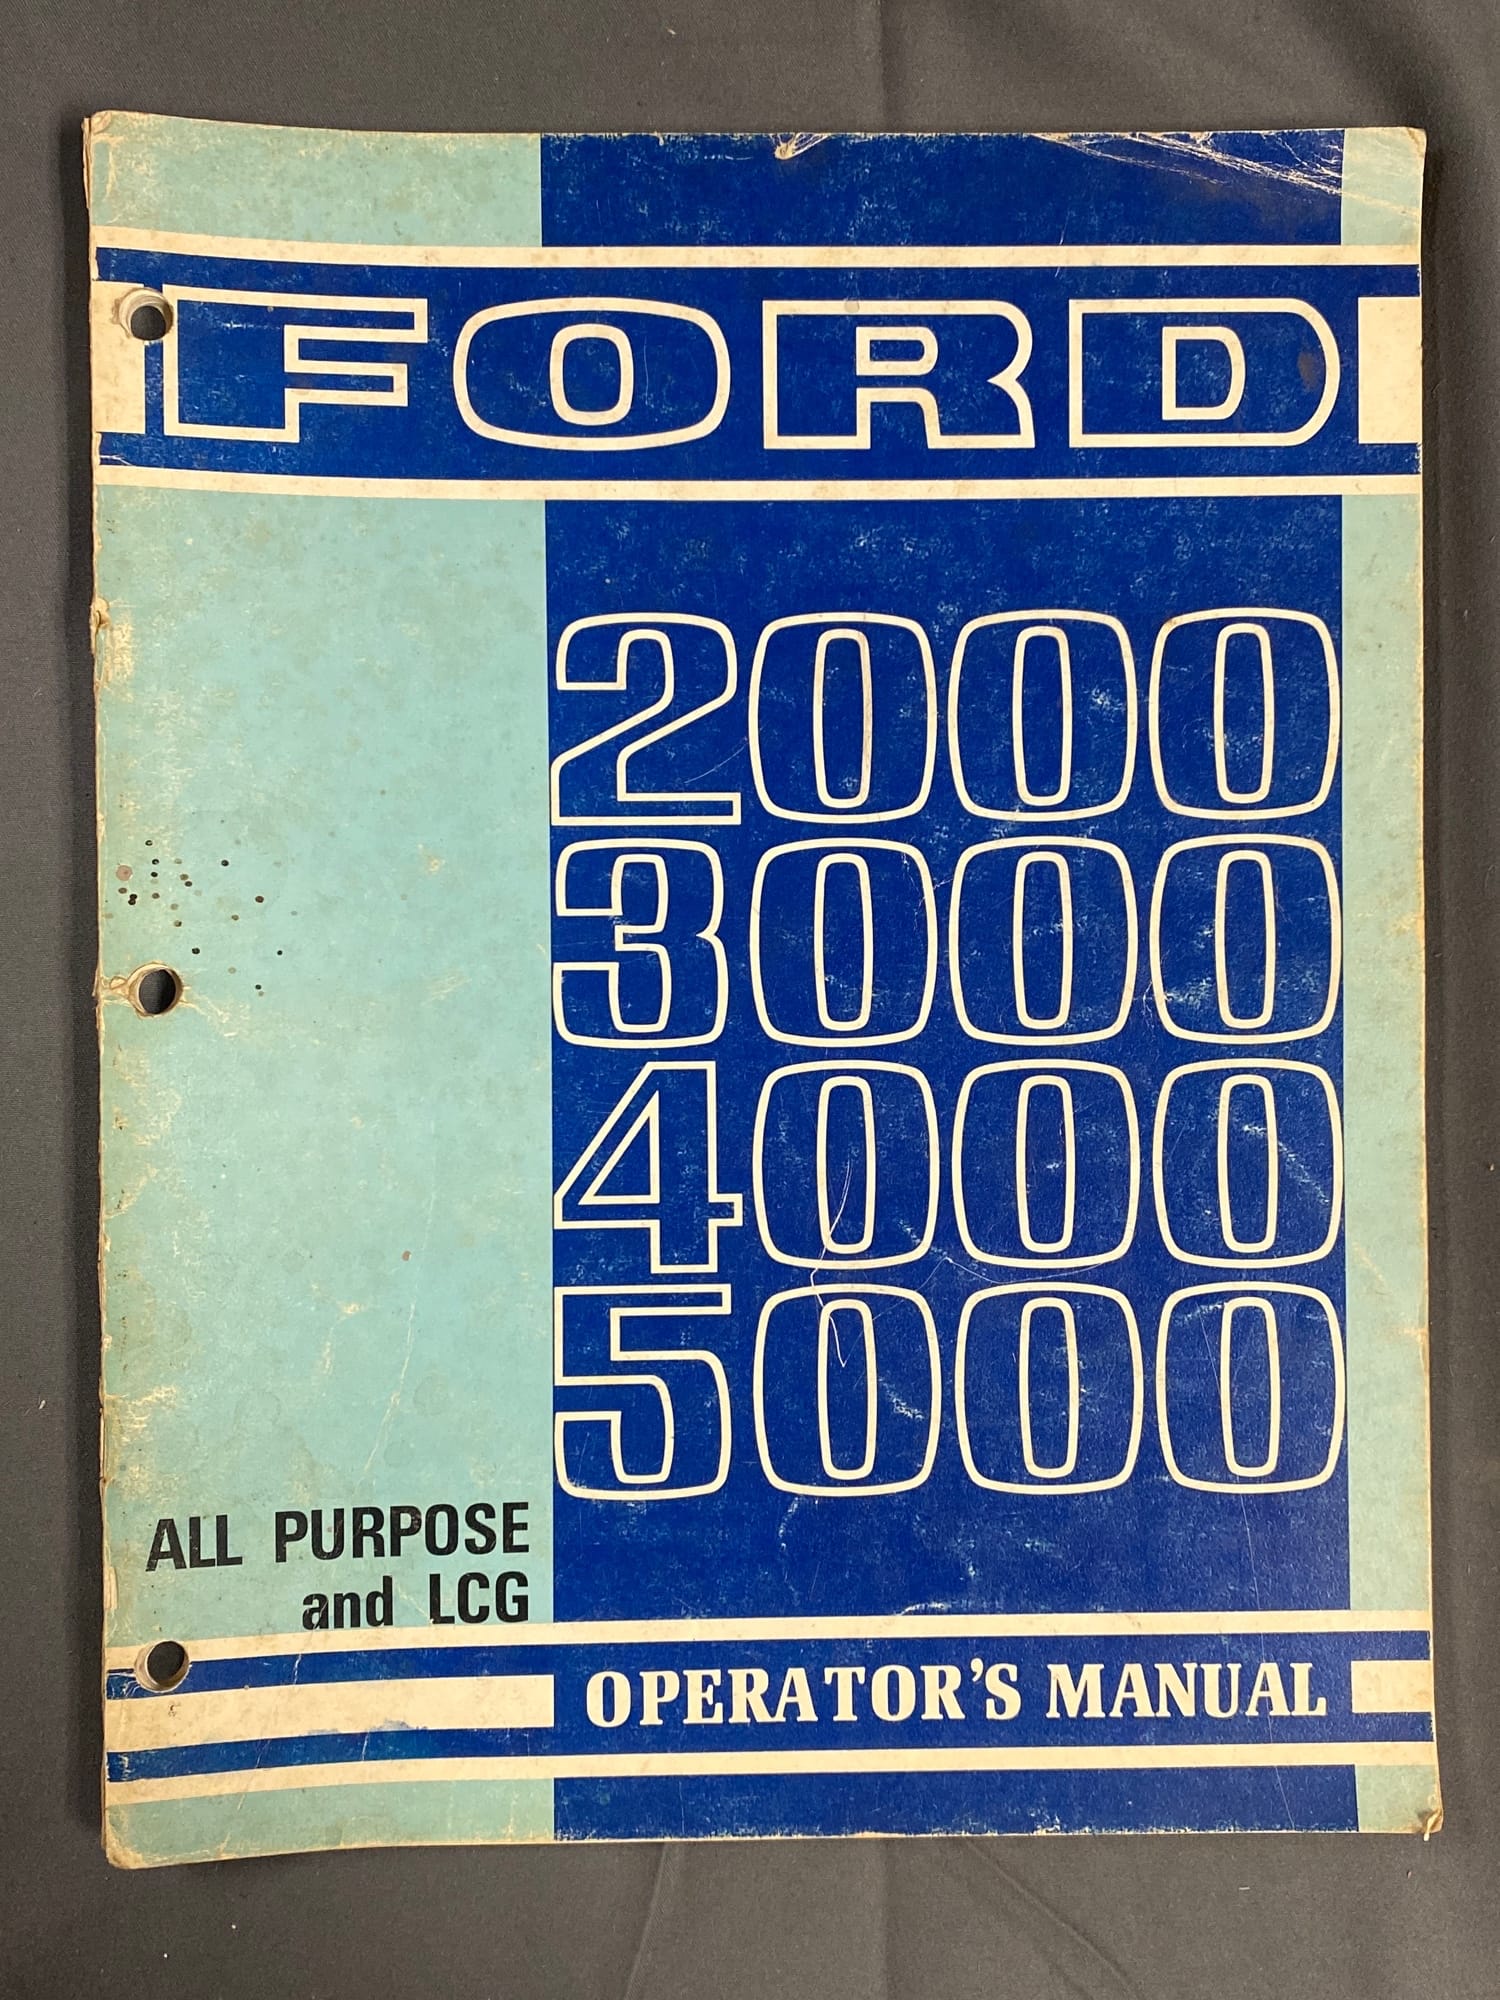 FORD
2000
3000
4000
5000
ALL PURPOSE
and LCG
OPERATOR'S MANUAL